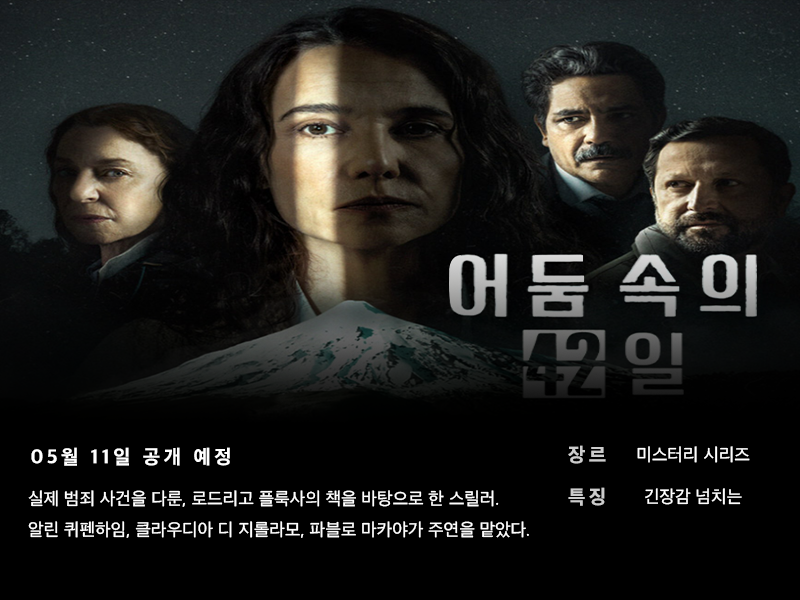 어둠 속의
42일
05월 11일 공개 예정
실제 범죄 사건을 다룬, 로드리고 플룩사의 책을 바탕으로 한 스릴러.
알린 퀴펜하임, 클라우디아 디 지롤라모, 파블로 마카야가 주연을 맡았다.
장르 미스터리 시리즈
특징 긴장감 넘치는